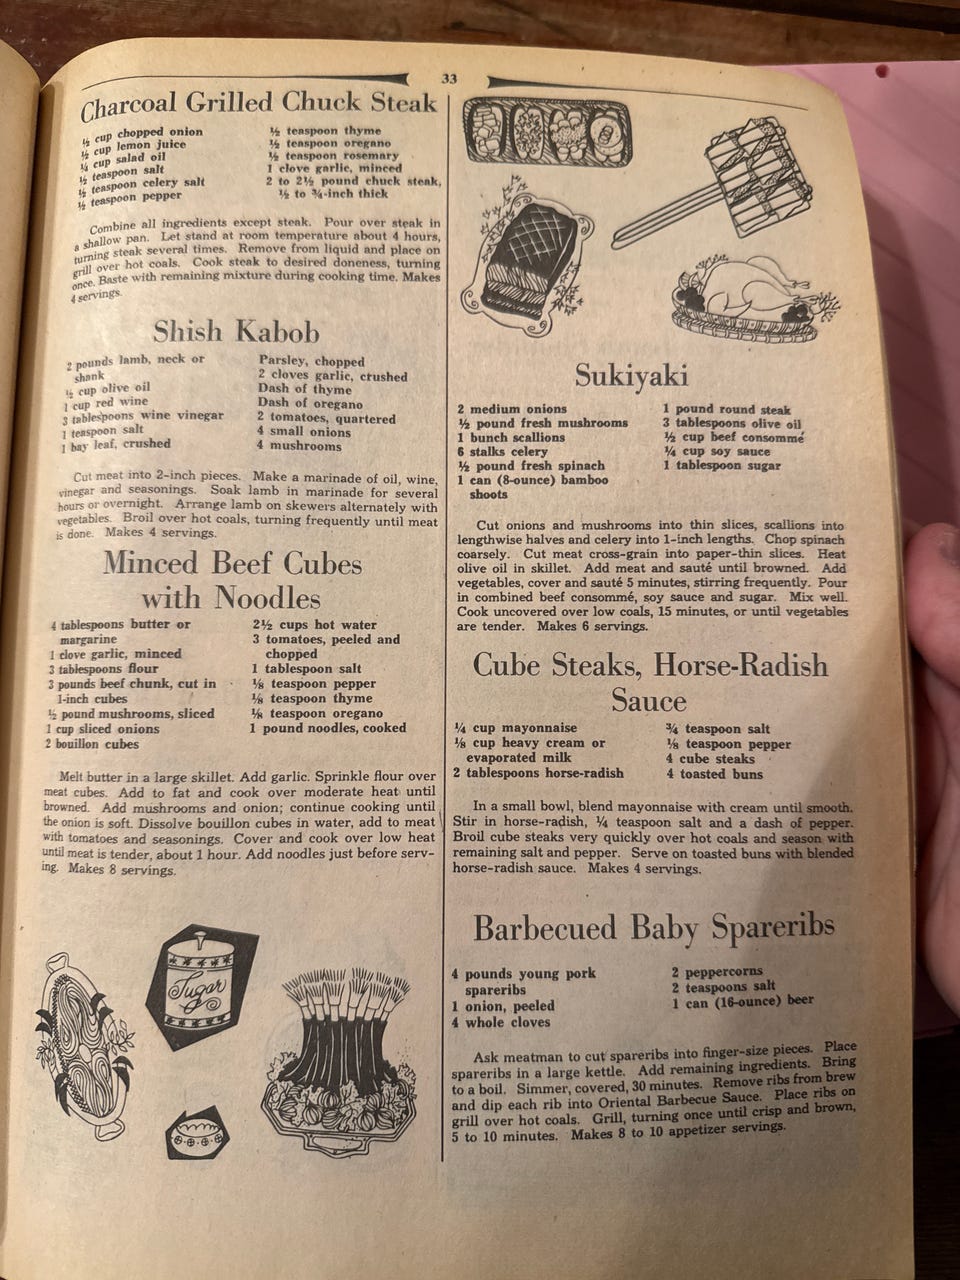 33
Charcoal Grilled Chuck Steak
½ cup chopped onion
½ cup lemon juice
¼ cup salad oil
½ teaspoon salt
½ teaspoon celery salt
½ teaspoon pepper
½ teaspoon thyme
½ teaspoon oregano
½ teaspoon rosemary
1 clove garlic, minced
2 to 2½ pound chuck steak,
½ to ¾-inch thick
Combine all ingredients except steak. Pour over steak in
a shallow pan. Let stand at room temperature about 4 hours,
turning steak several times. Remove from liquid and place on
grill over hot coals. Cook steak to desired doneness, turning
once. Baste with remaining mixture during cooking time. Makes
4 servings.
Shish Kabob
2 pounds lamb, neck or
shank
½ cup olive oil
1 cup red wine
3 tablespoons wine vinegar
1 teaspoon salt
1 bay leaf, crushed
Parsley, chopped
2 cloves garlic, crushed
Dash of thyme
Dash of oregano
2 tomatoes, quartered
4 small onions
4 mushrooms
Cut meat into 2-inch pieces. Make a marinade of oil, wine,
vinegar and seasonings. Soak lamb in marinade for several
hours or overnight. Arrange lamb on skewers alternately with
vegetables. Broil over hot coals, turning frequently until meat
is done. Makes 4 servings.
Minced Beef Cubes
with Noodles
4 tablespoons butter or
margarine
1 clove garlic, minced
3 tablespoons flour
3 pounds beef chunk, cut in
1-inch cubes
½ pound mushrooms, sliced
1 cup sliced onions
2 bouillon cubes
2½ cups hot water
3 tomatoes, peeled and
chopped
1 tablespoon salt
⅛ teaspoon pepper
⅛ teaspoon thyme
⅛ teaspoon oregano
1 pound noodles, cooked
Melt butter in a large skillet. Add garlic. Sprinkle flour over
meat cubes. Add to fat and cook over moderate heat until
browned. Add mushrooms and onion; continue cooking until
the onion is soft. Dissolve bouillon cubes in water, add to meat
with tomatoes and seasonings. Cover and cook over low heat
until meat is tender, about 1 hour. Add noodles just before serv-
ing. Makes 8 servings.
Sugar
Sukiyaki
2 medium onions
½ pound fresh mushrooms
1 bunch scallions
6 stalks celery
½ pound fresh spinach
1 can (8-ounce) bamboo
shoots
1 pound round steak
3 tablespoons olive oil
½ cup beef consommé
¼ cup soy sauce
1 tablespoon sugar
Cut onions and mushrooms into thin slices, scallions into
lengthwise halves and celery into 1-inch lengths. Chop spinach
coarsely. Cut meat cross-grain into paper-thin slices. Heat
olive oil in skillet. Add meat and sauté until browned. Add
vegetables, cover and sauté 5 minutes, stirring frequently. Pour
in combined beef consommé, soy sauce and sugar. Mix well.
Cook uncovered over low coals, 15 minutes, or until vegetables
are tender. Makes 6 servings.
Cube Steaks, Horse-Radish
Sauce
¼ cup mayonnaise
⅛ cup heavy cream or
evaporated milk
2 tablespoons horse-radish
¾ teaspoon salt
⅛ teaspoon pepper
4 cube steaks
4 toasted buns
In a small bowl, blend mayonnaise with cream until smooth.
Stir in horse-radish, ¼ teaspoon salt and a dash of pepper.
Broil cube steaks very quickly over hot coals and season with
remaining salt and pepper. Serve on toasted buns with blended
horse-radish sauce. Makes 4 servings.
Barbecued Baby Spareribs
4 pounds young pork
spareribs
1 onion, peeled
4 whole cloves
2 peppercorns
2 teaspoons salt
1 can (16-ounce) beer
Ask meatman to cut spareribs into finger-size pieces. Place
spareribs in a large kettle. Add remaining ingredients. Bring
to a boil. Simmer, covered, 30 minutes. Remove ribs from brew
and dip each rib into Oriental Barbecue Sauce. Place ribs on
grill over hot coals. Grill, turning once until crisp and brown,
5 to 10 minutes. Makes 8 to 10 appetizer servings.